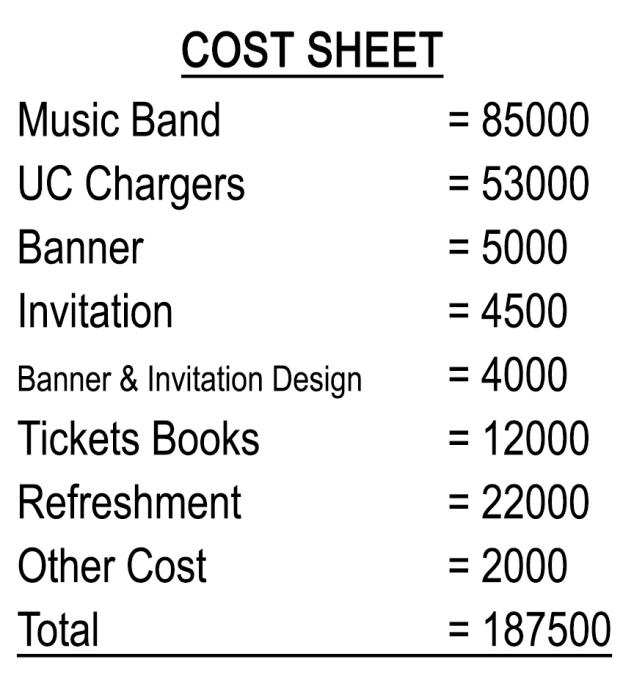 COST SHEET
Music Band = 85000
UC Chargers = 53000
Banner = 5000
Invitation = 4500
Banner & Invitation Design = 4000
Tickets Books = 12000
Refreshment = 22000
Other Cost = 2000
Total = 187500